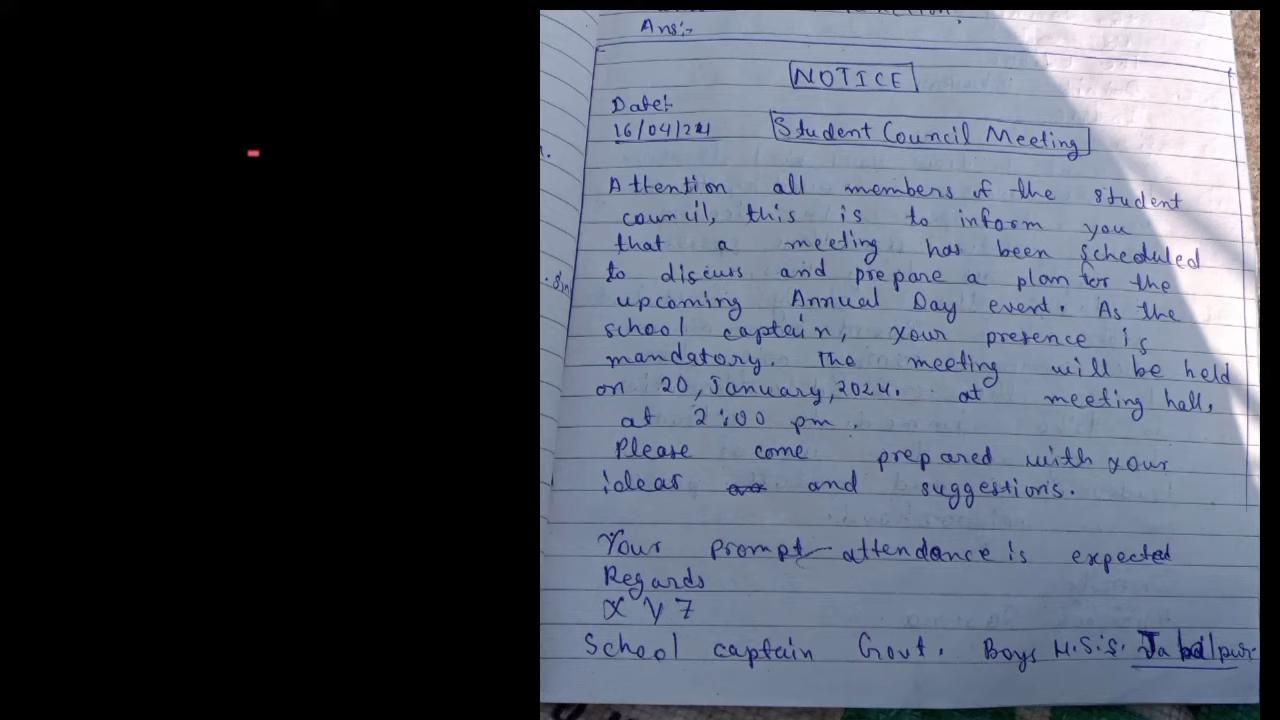 Ans:-
NOTICE
Date:
16/04/24
Student Council Meeting
Attention all members of the student
council, this is to inform you
that a meeting has been scheduled
to discuss and prepare a plan for the
upcoming Annual Day event. As the
school captain, your presence is
mandatory. The meeting will be held
on 20, January, 2024. at meeting hall,
at 2:00 pm.
Please come prepared with your
ideas and suggestions.
Your prompt attendance is expected
Regards
X Y Z
School captain Govt. Boys H.S.S. Jabalpur